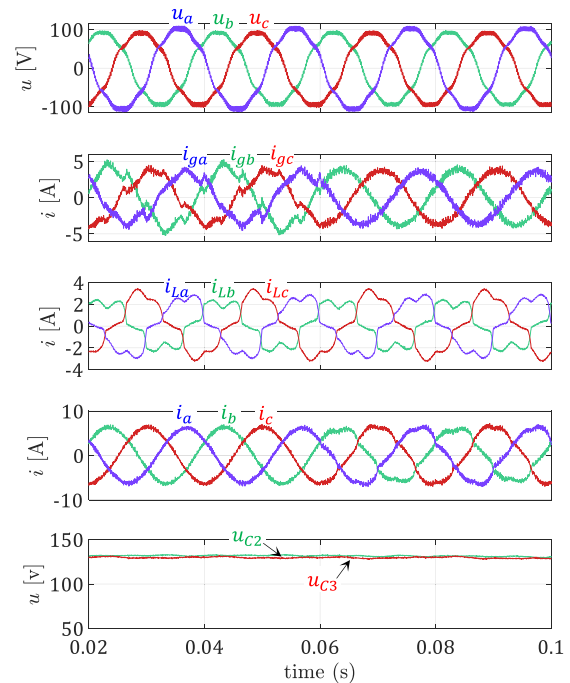 u_a u_b u_c
100
0
-100
u [V]
i_ga i_gb i_gc
5
0
-5
i [A]
i_La i_Lb i_Lc
4
2
0
-2
-4
i [A]
i_a i_b i_c
10
0
-10
i [A]
150
100
50
u [v]
u_C2
u_C3
0.02 0.04 0.06 0.08 0.1
time (s)